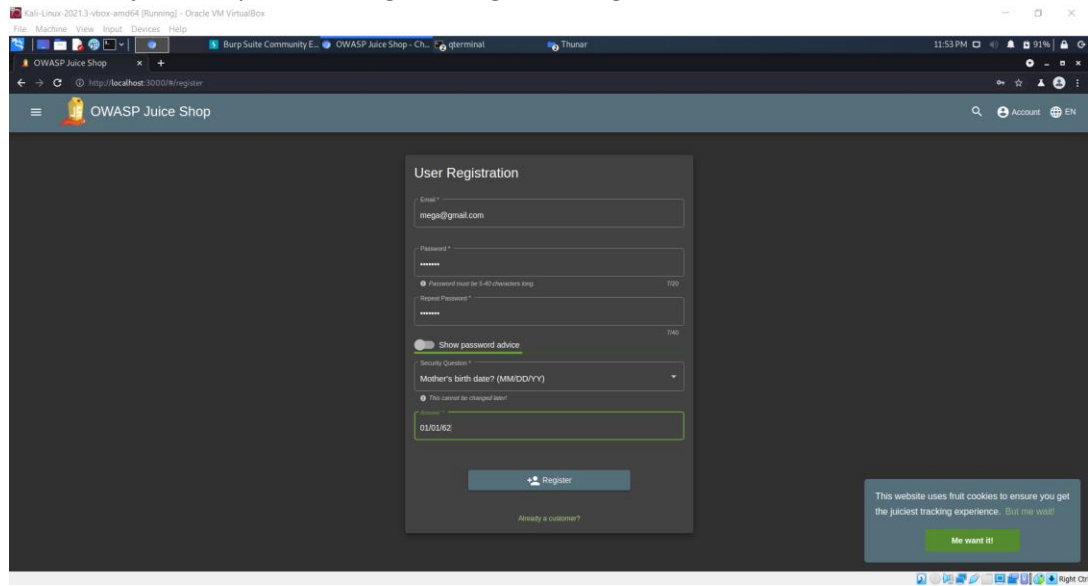 Kali-Linux-2021.3-vbox-amd64 [Running] - Oracle VM VirtualBox
File Machine View Input Devices Help
Burp Suite Community E... OWASP Juice Shop - Ch... qterminal Thunar 11:53 PM 91%
OWASP Juice Shop
http://localhost:3000/#/register
OWASP Juice Shop Account EN
User Registration
Email *
mega@gmail.com
Password *
•••••••
Password must be 5-40 characters long. 7/20
Repeat Password *
•••••••
7/40
Show password advice
Security Question *
Mother's birth date? (MM/DD/YY)
This cannot be changed later!
Answer *
01/01/62
Register
Already a customer?
This website uses fruit cookies to ensure you get
the juiciest tracking experience. But me wait!
Me want it!
Right Ctrl